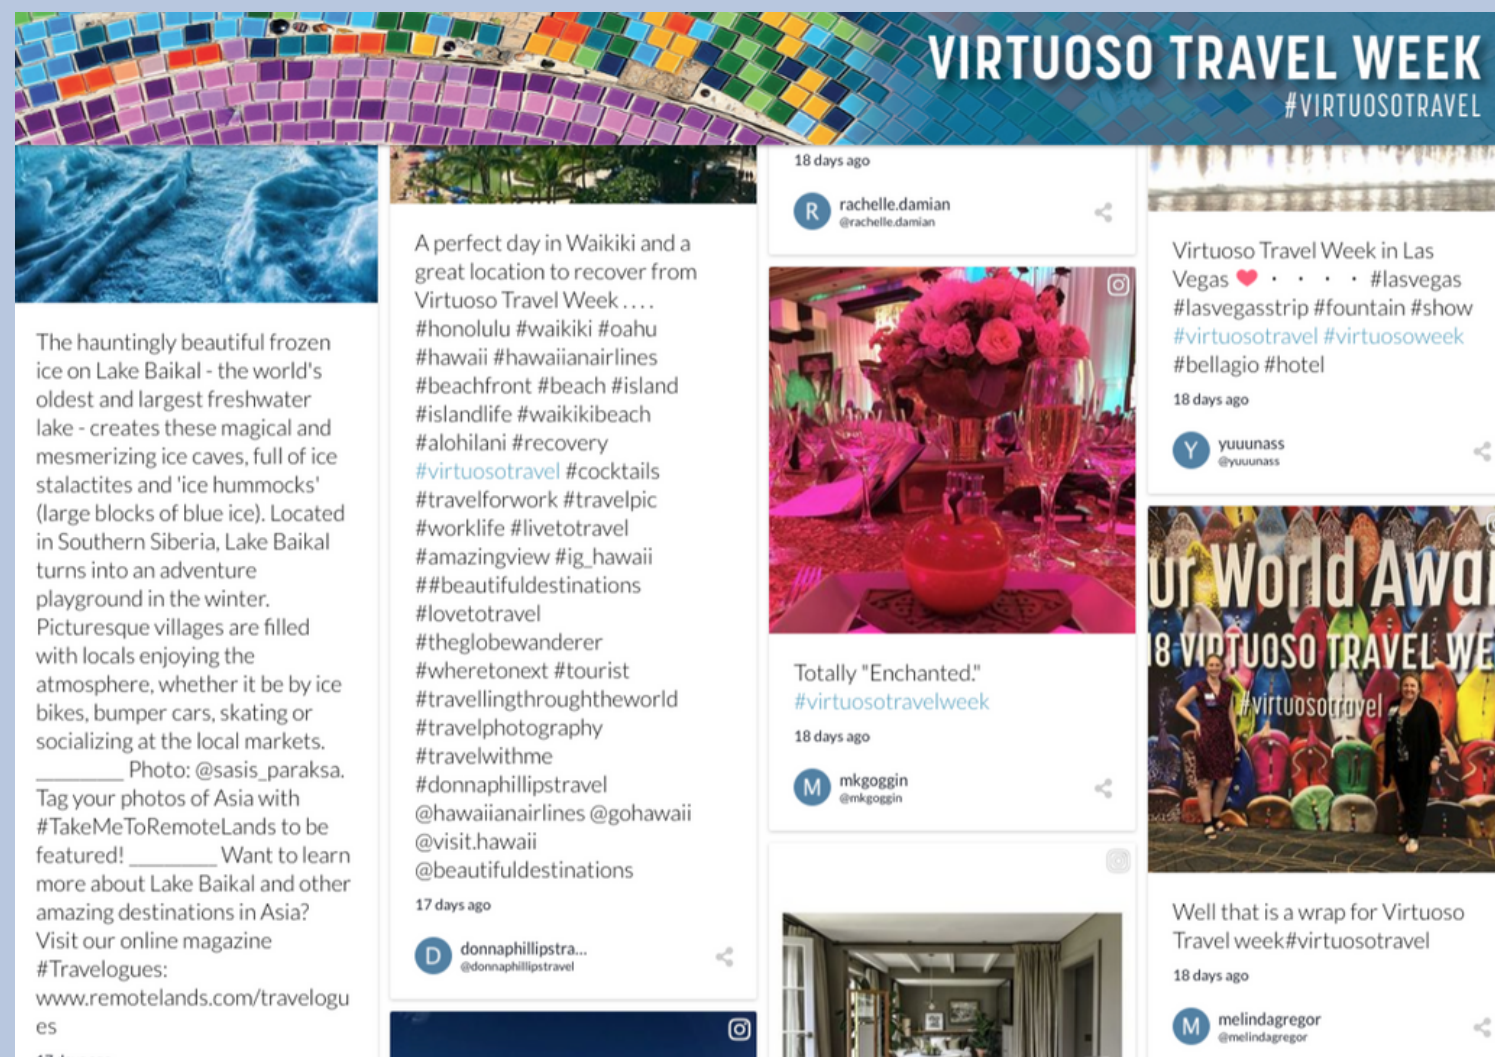 VIRTUOSO TRAVEL WEEK
#VIRTUOSOTRAVEL
The hauntingly beautiful frozen
ice on Lake Baikal - the world's
oldest and largest freshwater
lake - creates these magical and
mesmerizing ice caves, full of ice
stalactites and 'ice hummocks'
(large blocks of blue ice). Located
in Southern Siberia, Lake Baikal
turns into an adventure
playground in the winter.
Picturesque villages are filled
with locals enjoying the
atmosphere, whether it be by ice
bikes, bumper cars, skating or
socializing at the local markets.
__________ Photo: @sasis_paraksa.
Tag your photos of Asia with
#TakeMeToRemoteLands to be
featured! __________ Want to learn
more about Lake Baikal and other
amazing destinations in Asia?
Visit our online magazine
#Travelogues:
www.remotelands.com/travelogu
es
A perfect day in Waikiki and a
great location to recover from
Virtuoso Travel Week . . . .
#honolulu #waikiki #oahu
#hawaii #hawaiianairlines
#beachfront #beach #island
#islandlife #waikikibeach
#alohilani #recovery
#virtuosotravel #cocktails
#travelforwork #travelpic
#worklife #livetotravel
#amazingview #ig_hawaii
##beautifuldestinations
#lovetotravel
#theglobewanderer
#wheretonext #tourist
#travellingthroughtheworld
#travelphotography
#travelwithme
#donnaphillipstravel
@hawaiianairlines @gohawaii
@visit.hawaii
@beautifuldestinations
17 days ago
D
donnaphillipstra...
@donnaphillipstravel
18 days ago
R
rachelle.damian
@rachelle.damian
Totally "Enchanted."
#virtuosotravelweek
18 days ago
M
mkgoggin
@mkgoggin
Virtuoso Travel Week in Las
Vegas ❤ · · · · #lasvegas
#lasvegasstrip #fountain #show
#virtuosotravel #virtuosoweek
#bellagio #hotel
18 days ago
Y
yuuunass
@yuuunass
ur World Awai
18 VIRTUOSO TRAVEL WE
#virtuosotravel
Well that is a wrap for Virtuoso
Travel week#virtuosotravel
18 days ago
M
melindagregor
@melindagregor